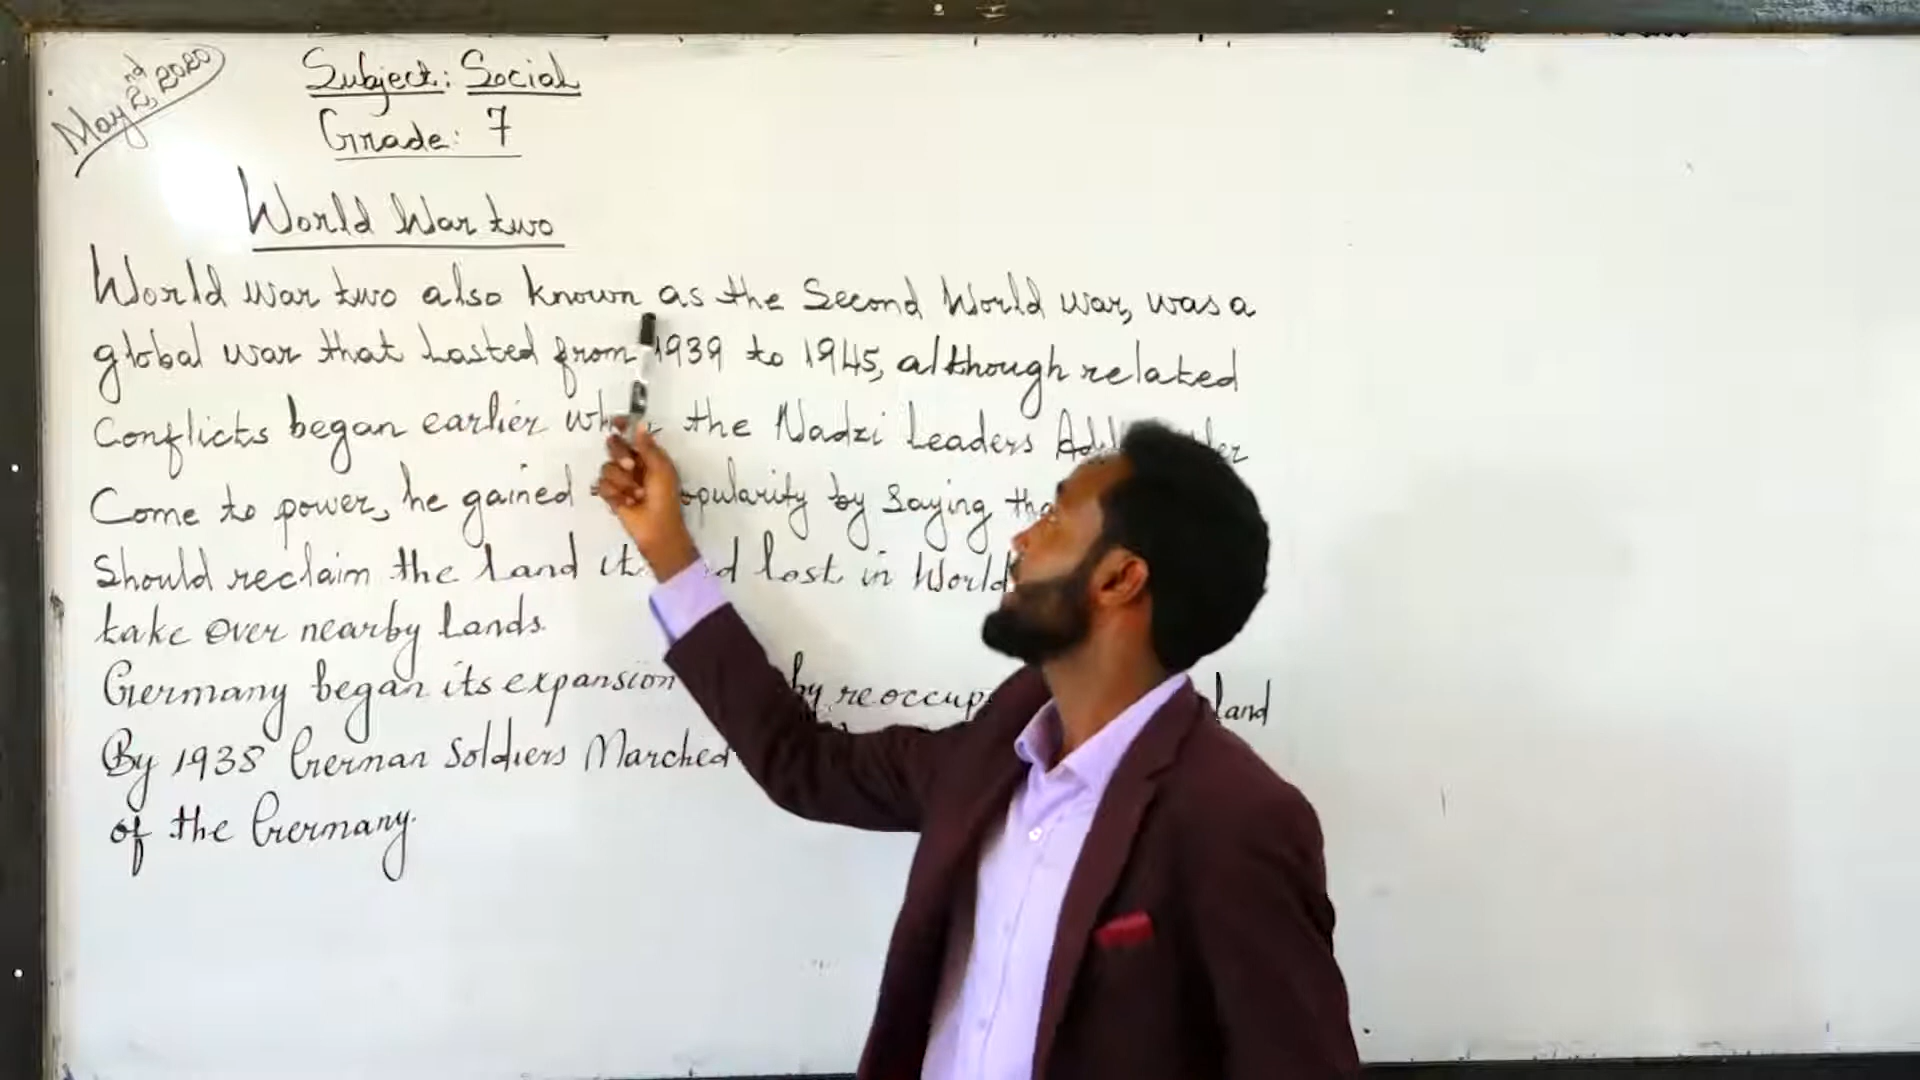 May 2nd, 2020
Subject: Social
Grade: 7
World War two
World war two also known as the Second World war, was a
global war that Lasted from 1939 to 1945, although related
Conflicts began earlier the Nadzi Leaders
Come to power, he gained by saying
Should reclaim the Land lost in World
take over nearby Lands.
Germany began its expansion by
By 1938 German Soldiers Marched
of the Germany.